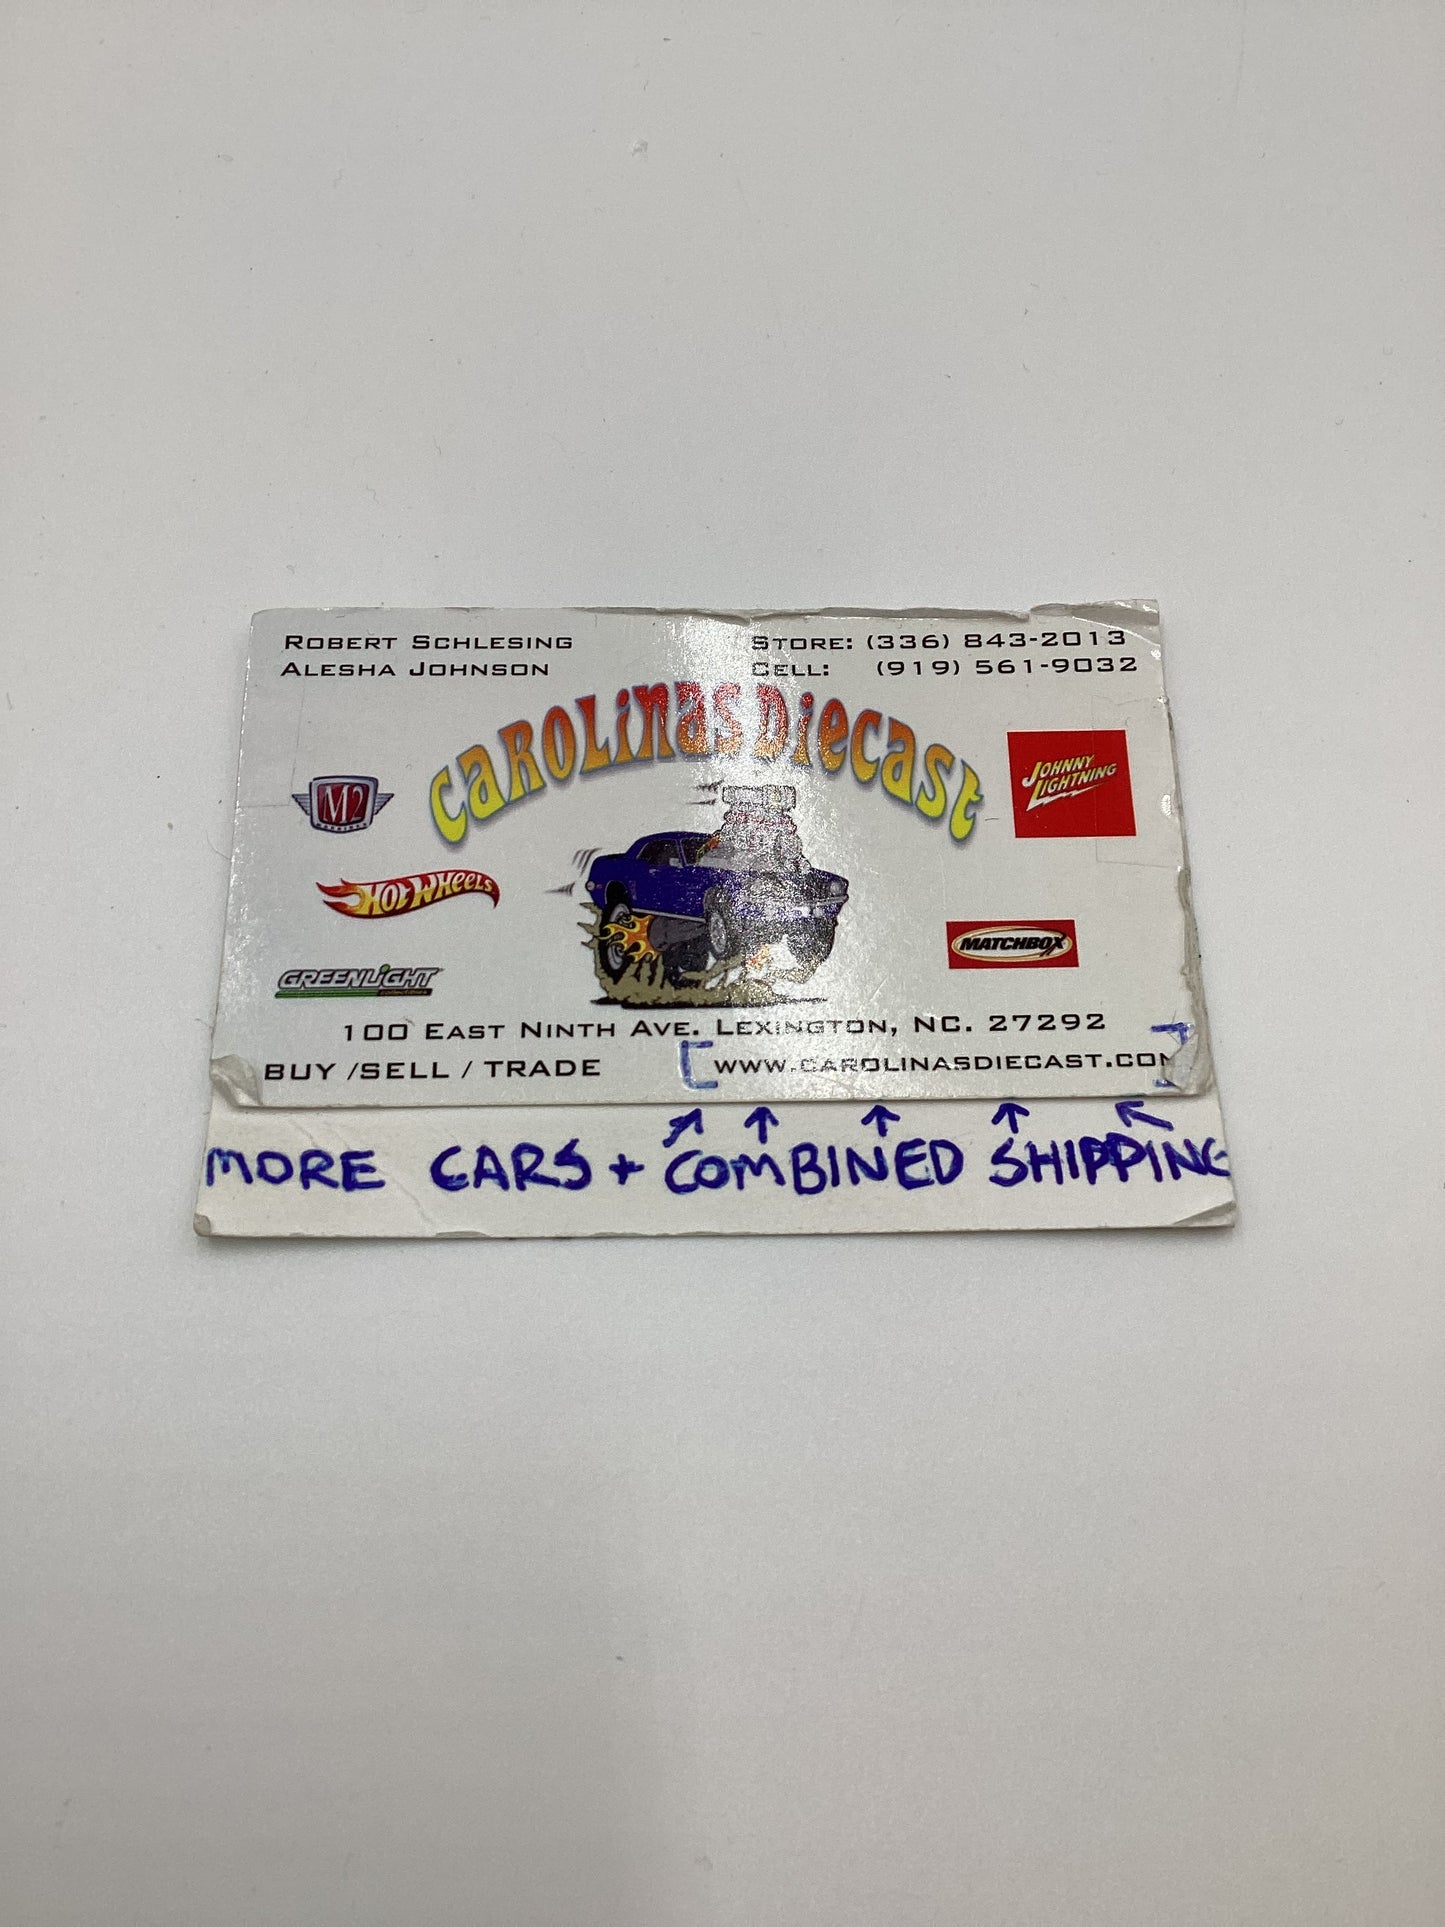 ROBERT SCHLESING
ALESHA JOHNSON
STORE: (336) 843-2013
CELL: (919) 561-9032
CAROLINAS DIECAST
M2
JOHNNY
LIGHTNING
HOT WHEELS
MATCHBOX
GREENLIGHT
100 EAST NINTH AVE. LEXINGTON, NC. 27292
BUY /SELL / TRADE
WWW.CAROLINASDIECAST.COM
MORE CARS + COMBINED SHIPPING